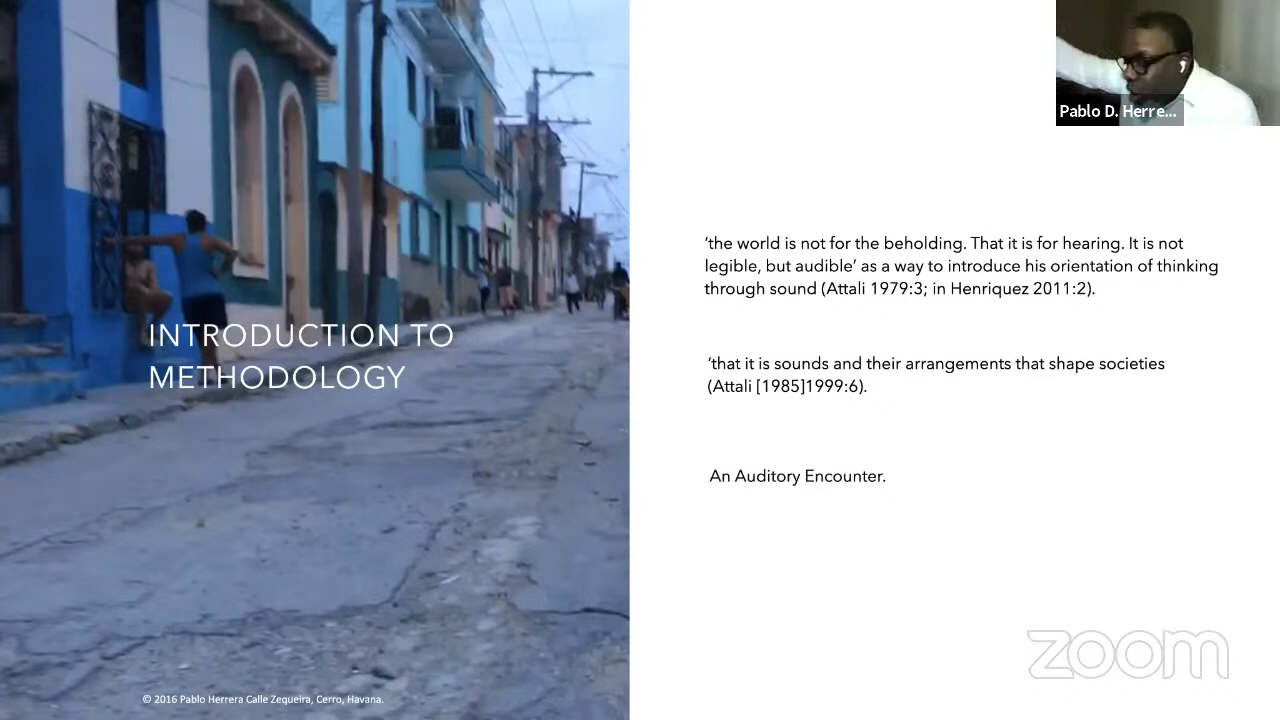 Pablo D. Herre...
INTRODUCTION TO
METHODOLOGY
© 2016 Pablo Herrera Calle Zequeira, Cerro, Havana.
‘the world is not for the beholding. That it is for hearing. It is not
legible, but audible’ as a way to introduce his orientation of thinking
through sound (Attali 1979:3; in Henriquez 2011:2).
‘that it is sounds and their arrangements that shape societies
(Attali [1985]1999:6).
An Auditory Encounter.
zoom